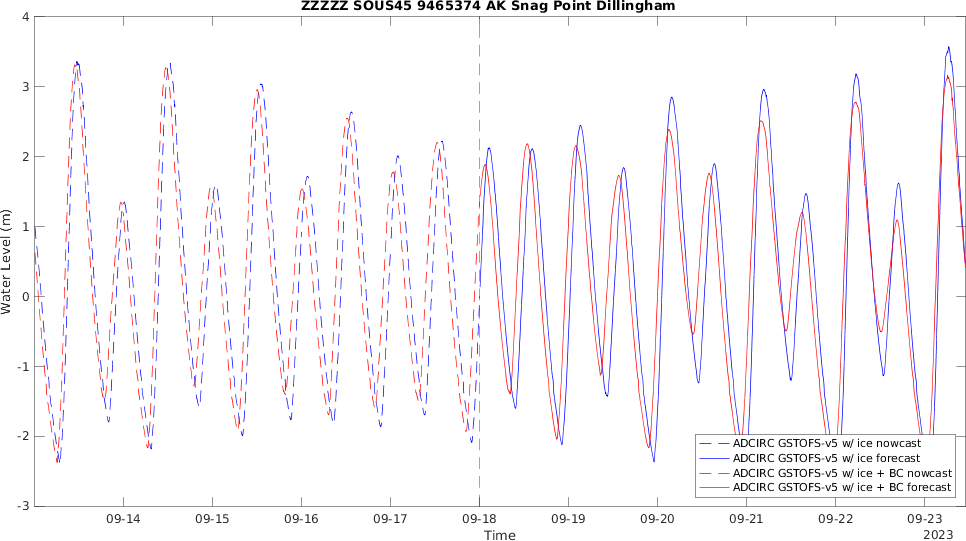 ZZZZZ SOUS45 9465374 AK Snag Point Dillingham
4
3
2
1
0
-1
-2
-3
Water Level (m)
ADCIRC GSTOFS-v5 w/ ice nowcast
ADCIRC GSTOFS-v5 w/ ice forecast
ADCIRC GSTOFS-v5 w/ ice + BC nowcast
ADCIRC GSTOFS-v5 w/ ice + BC forecast
09-14 09-15 09-16 09-17 09-18 09-19 09-20 09-21 09-22 09-23
Time
2023